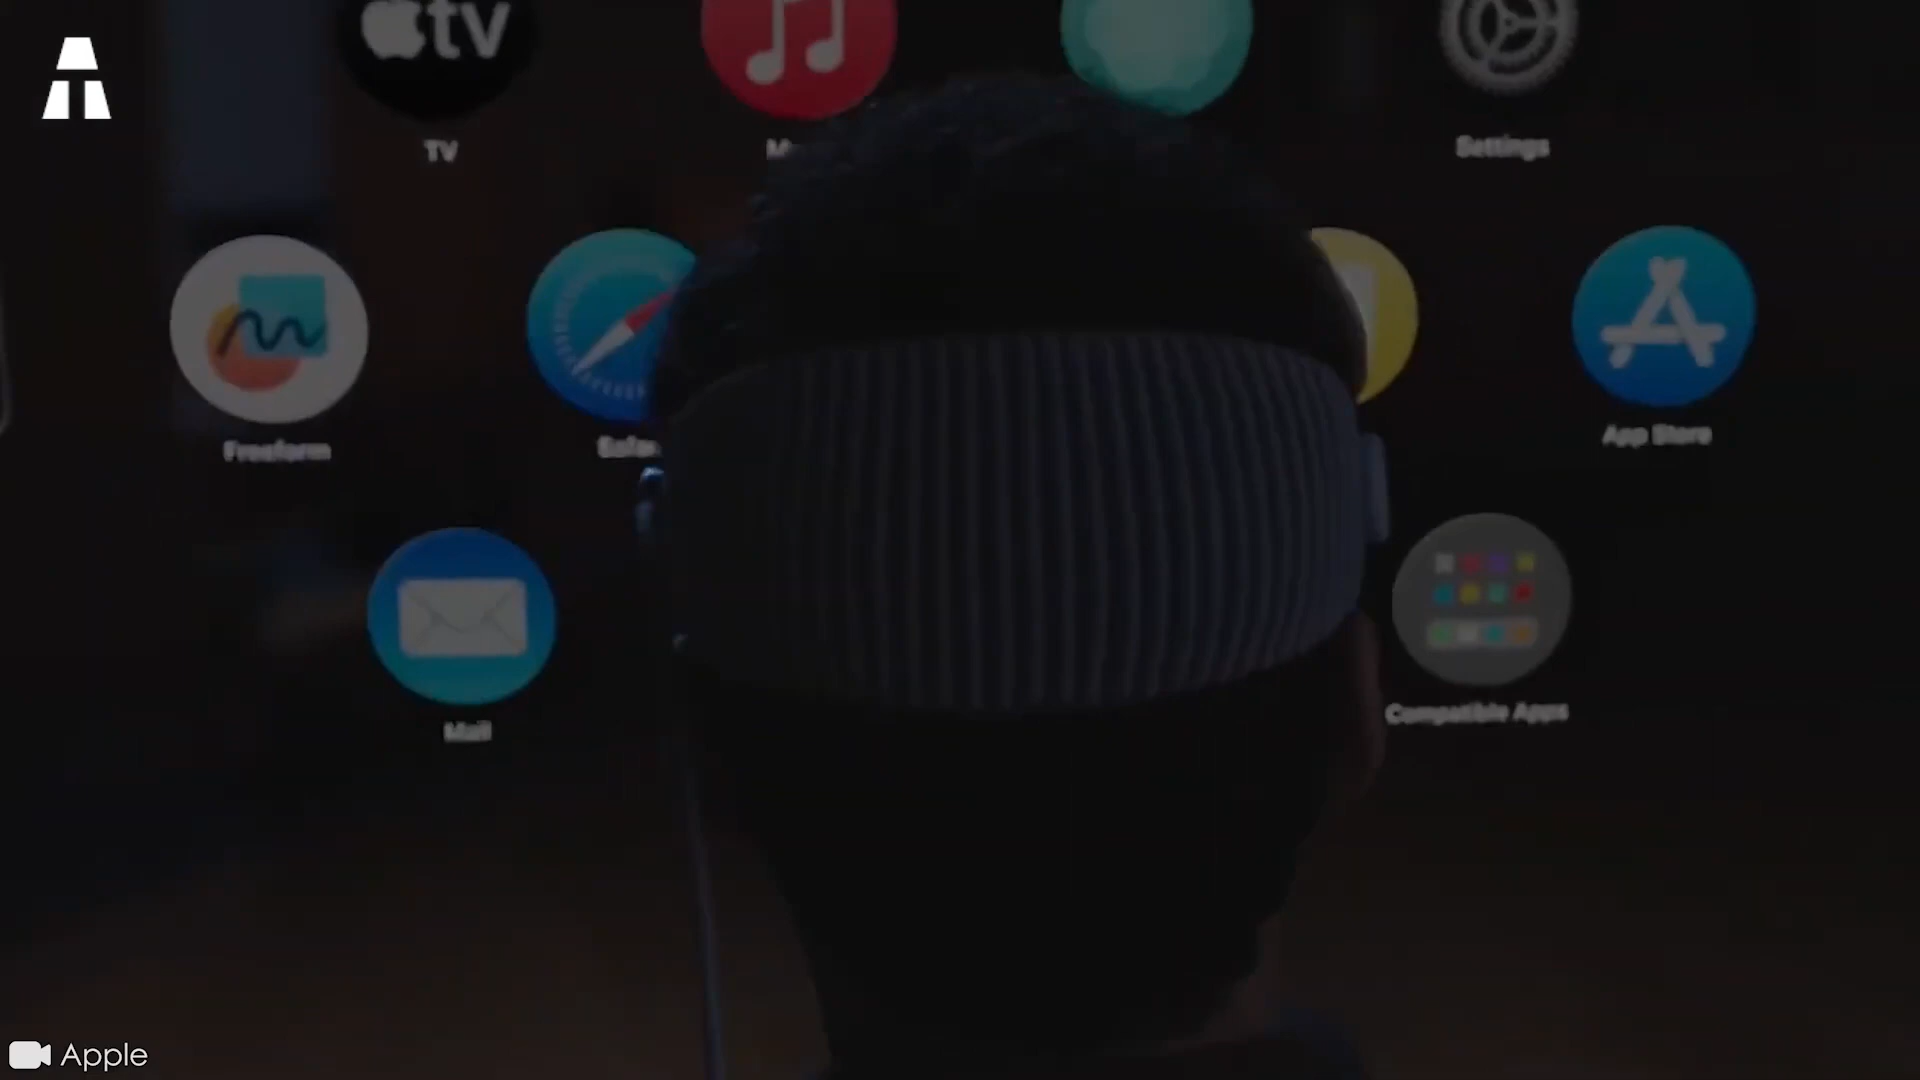 tv
TV
Settings
Freeform
App Store
Mail
Compatible Apps
Apple